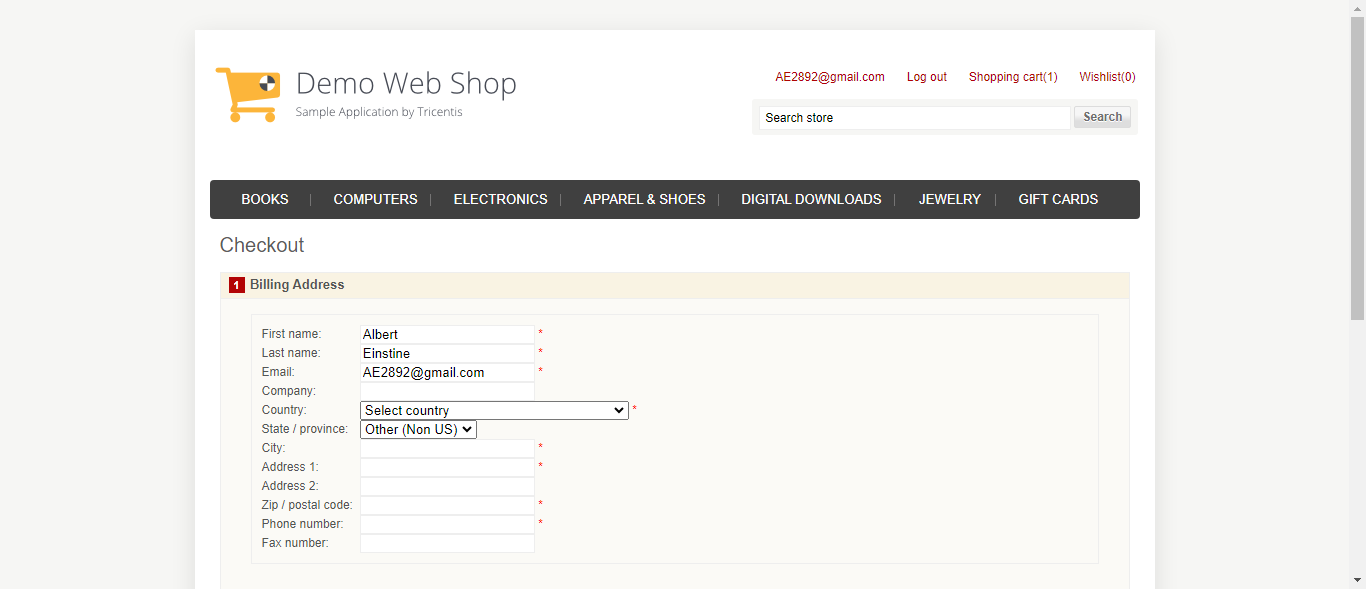 Demo Web Shop
Sample Application by Tricentis
AE2892@gmail.com Log out Shopping cart(1) Wishlist(0)
Search store Search
BOOKS COMPUTERS ELECTRONICS APPAREL & SHOES DIGITAL DOWNLOADS JEWELRY GIFT CARDS
Checkout
1 Billing Address
First name: Albert *
Last name: Einstine *
Email: AE2892@gmail.com *
Company:
Country: Select country *
State / province: Other (Non US)
City: *
Address 1: *
Address 2:
Zip / postal code: *
Phone number: *
Fax number: